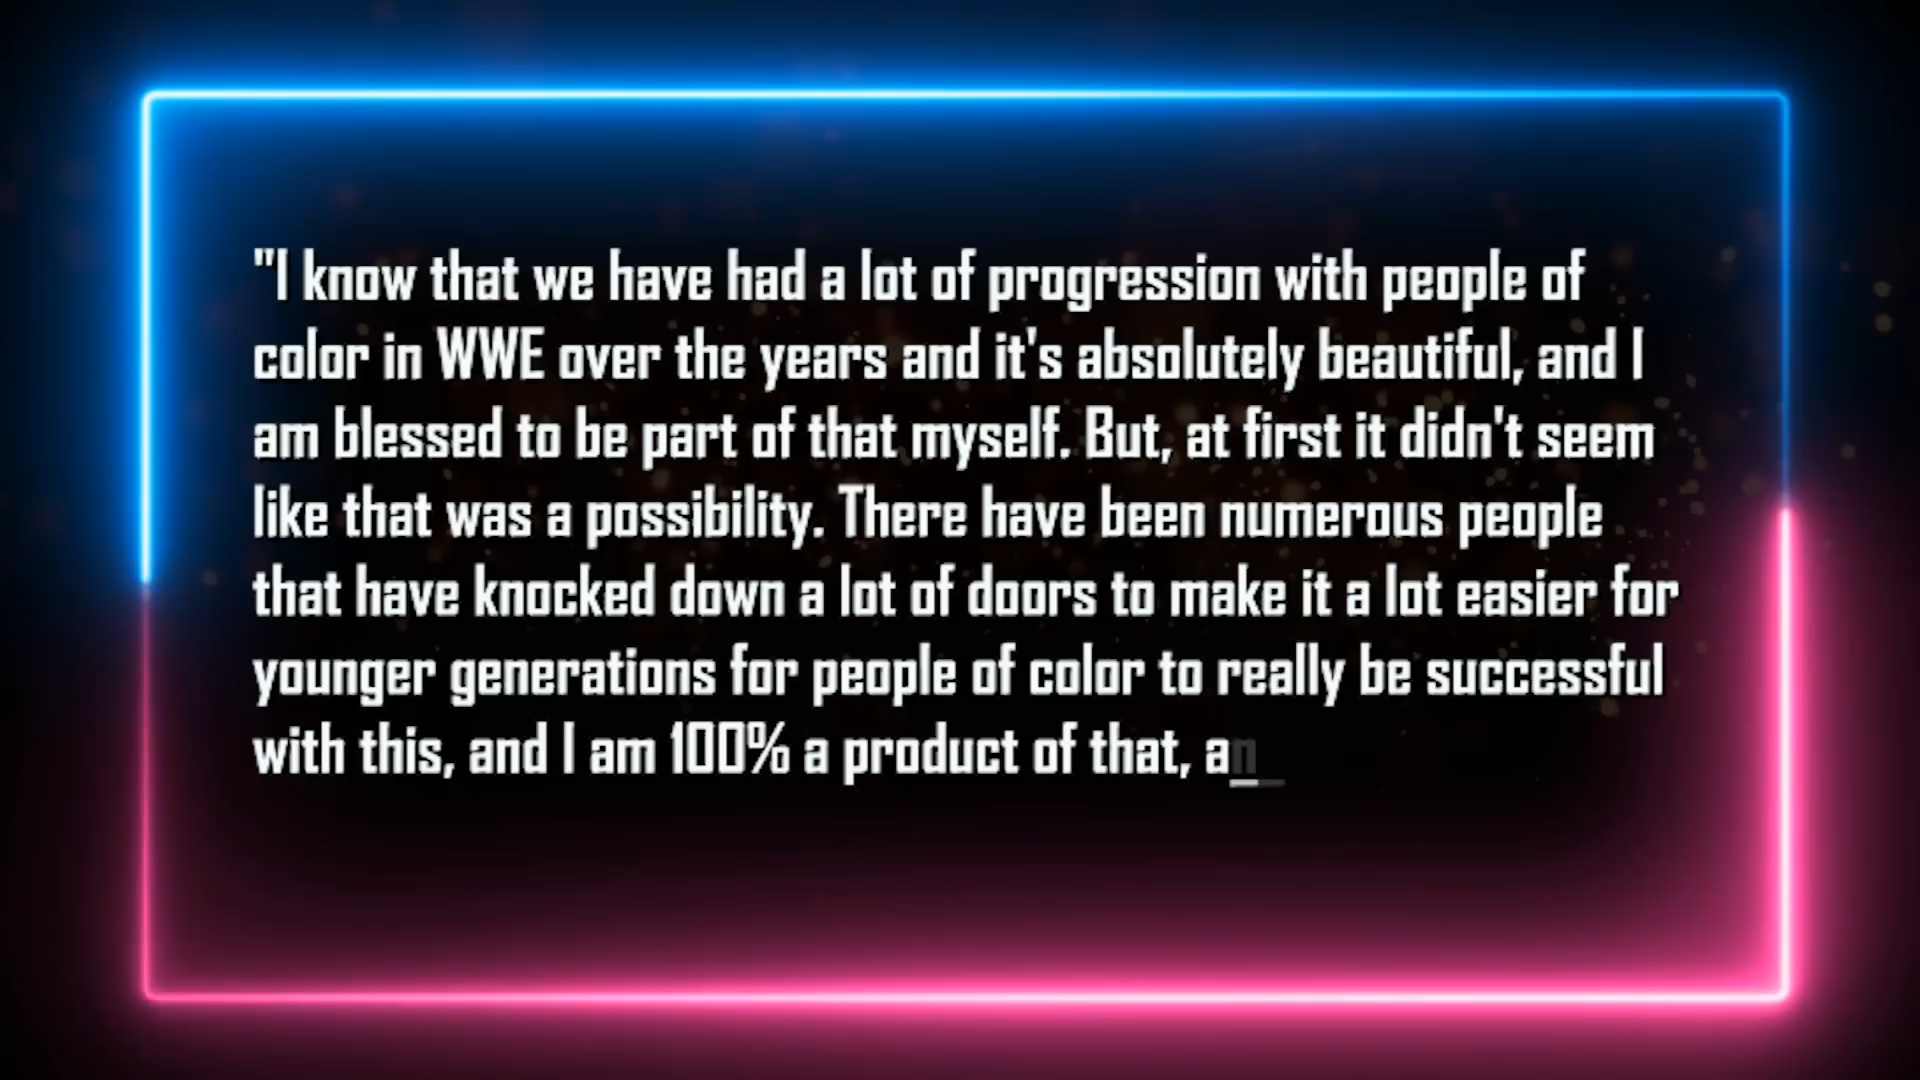 "I know that we have had a lot of progression with people of
color in WWE over the years and it's absolutely beautiful, and I
am blessed to be part of that myself. But, at first it didn't seem
like that was a possibility. There have been numerous people
that have knocked down a lot of doors to make it a lot easier for
younger generations for people of color to really be successful
with this, and I am 100% a product of that, an_